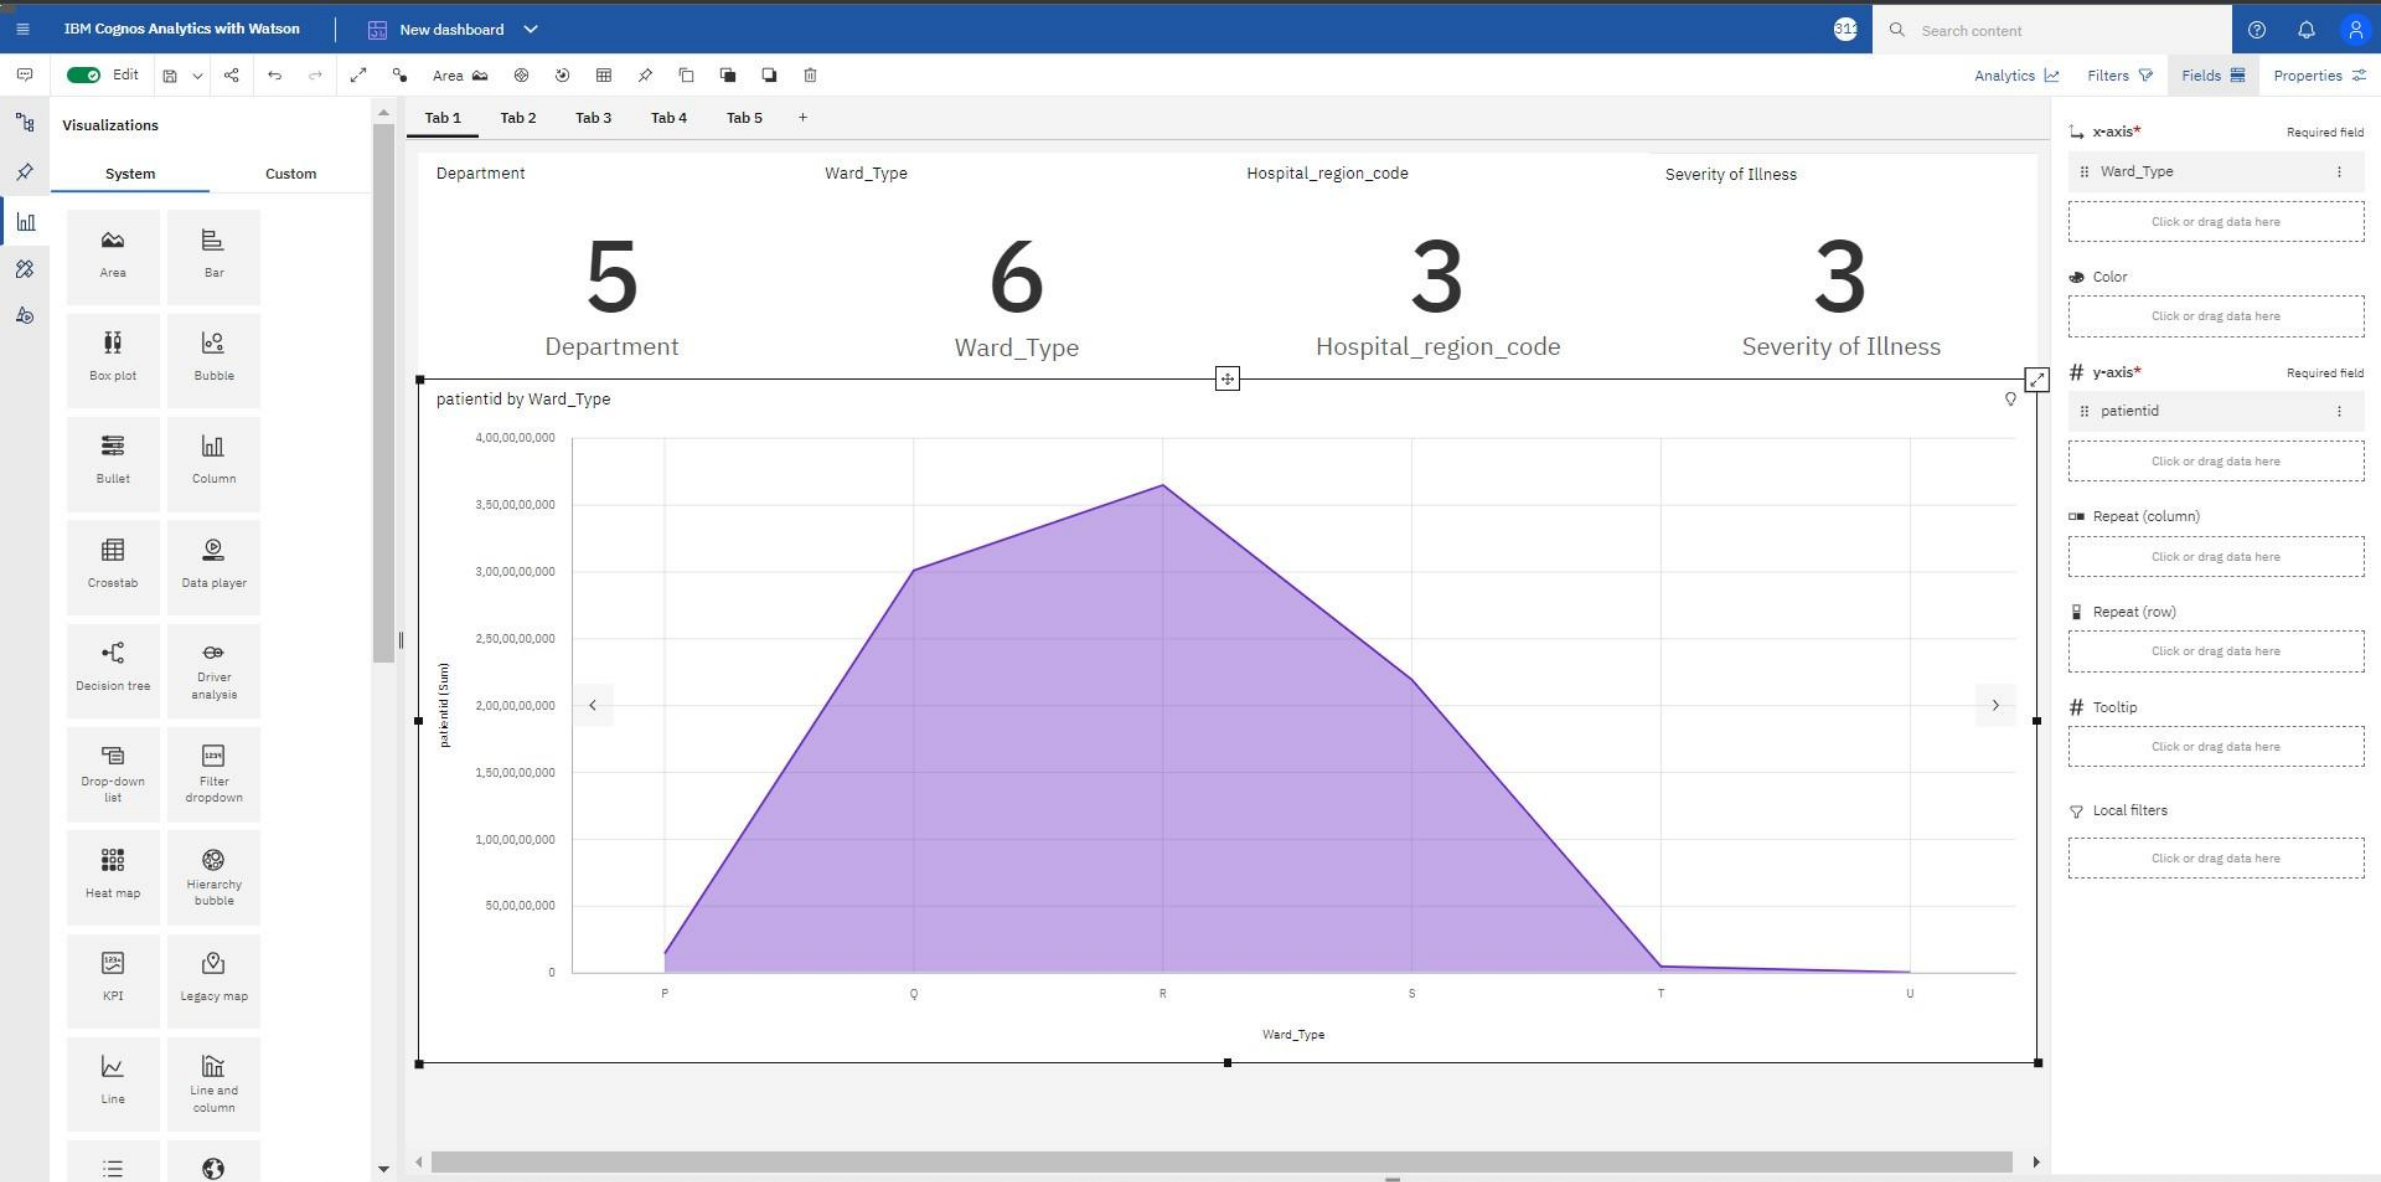 IBM Cognos Analytics with Watson
New dashboard
311
Search content
Edit
Area
Analytics
Filters
Fields
Properties
Visualizations
System
Custom
Area
Bar
Box plot
Bubble
Bullet
Column
Crosstab
Data player
Decision tree
Driver
analysis
Drop-down
list
Filter
dropdown
Heat map
Hierarchy
bubble
KPI
Legacy map
Line
Line and
column
Tab 1
Tab 2
Tab 3
Tab 4
Tab 5
+
Department
5
Department
Ward_Type
6
Ward_Type
Hospital_region_code
3
Hospital_region_code
Severity of Illness
3
Severity of Illness
patientid by Ward_Type
patientid (Sum)
4,00,00,00,000
3,50,00,00,000
3,00,00,00,000
2,50,00,00,000
2,00,00,00,000
1,50,00,00,000
1,00,00,00,000
50,00,00,000
0
P
Q
R
S
T
U
Ward_Type
x-axis*
Required field
Ward_Type
Click or drag data here
Color
Click or drag data here
# y-axis*
Required field
patientid
Click or drag data here
Repeat (column)
Click or drag data here
Repeat (row)
Click or drag data here
# Tooltip
Click or drag data here
Local filters
Click or drag data here